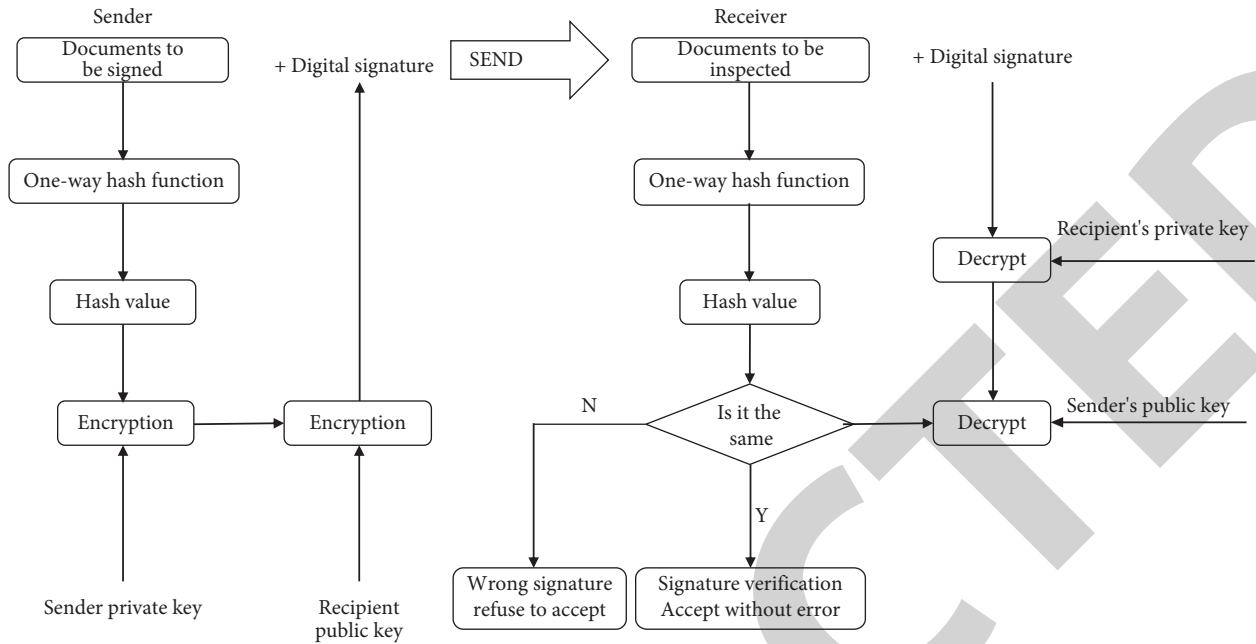 Sender
Documents to
be signed
+ Digital signature
SEND
Receiver
Documents to be
inspected
+ Digital signature
One-way hash function
One-way hash function
Recipient's private key
Decrypt
Hash value
Hash value
Encryption
Encryption
N
Is it the
same
Decrypt
Sender's public key
Y
Wrong signature
refuse to accept
Signature verification
Accept without error
Sender private key
Recipient
public key
CTED